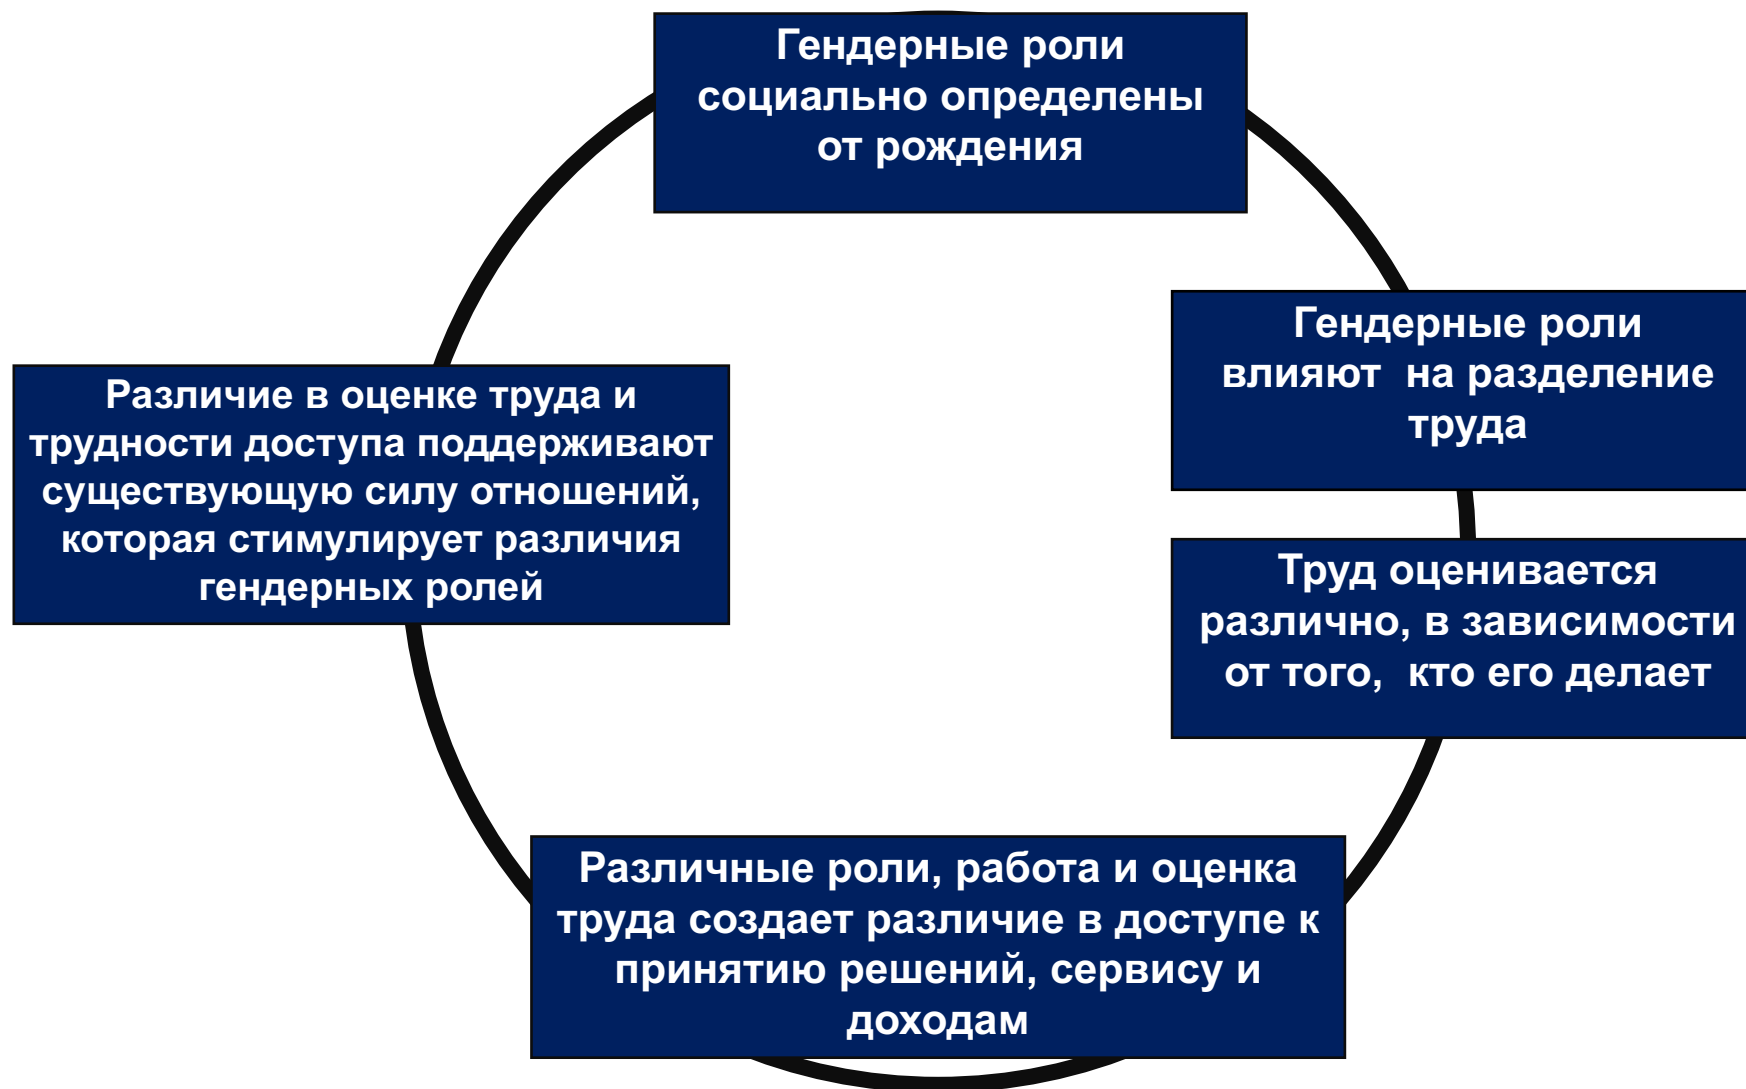 Гендерные роли
социально определены
от рождения
Гендерные роли
влияют  на разделение
труда
Труд оценивается
различно, в зависимости
от того,  кто его делает
Различные роли, работа и оценка
труда создает различие в доступе к
принятию решений, сервису и
доходам
Различие в оценке труда и
трудности доступа поддерживают
существующую силу отношений,
которая стимулирует различия
гендерных ролей